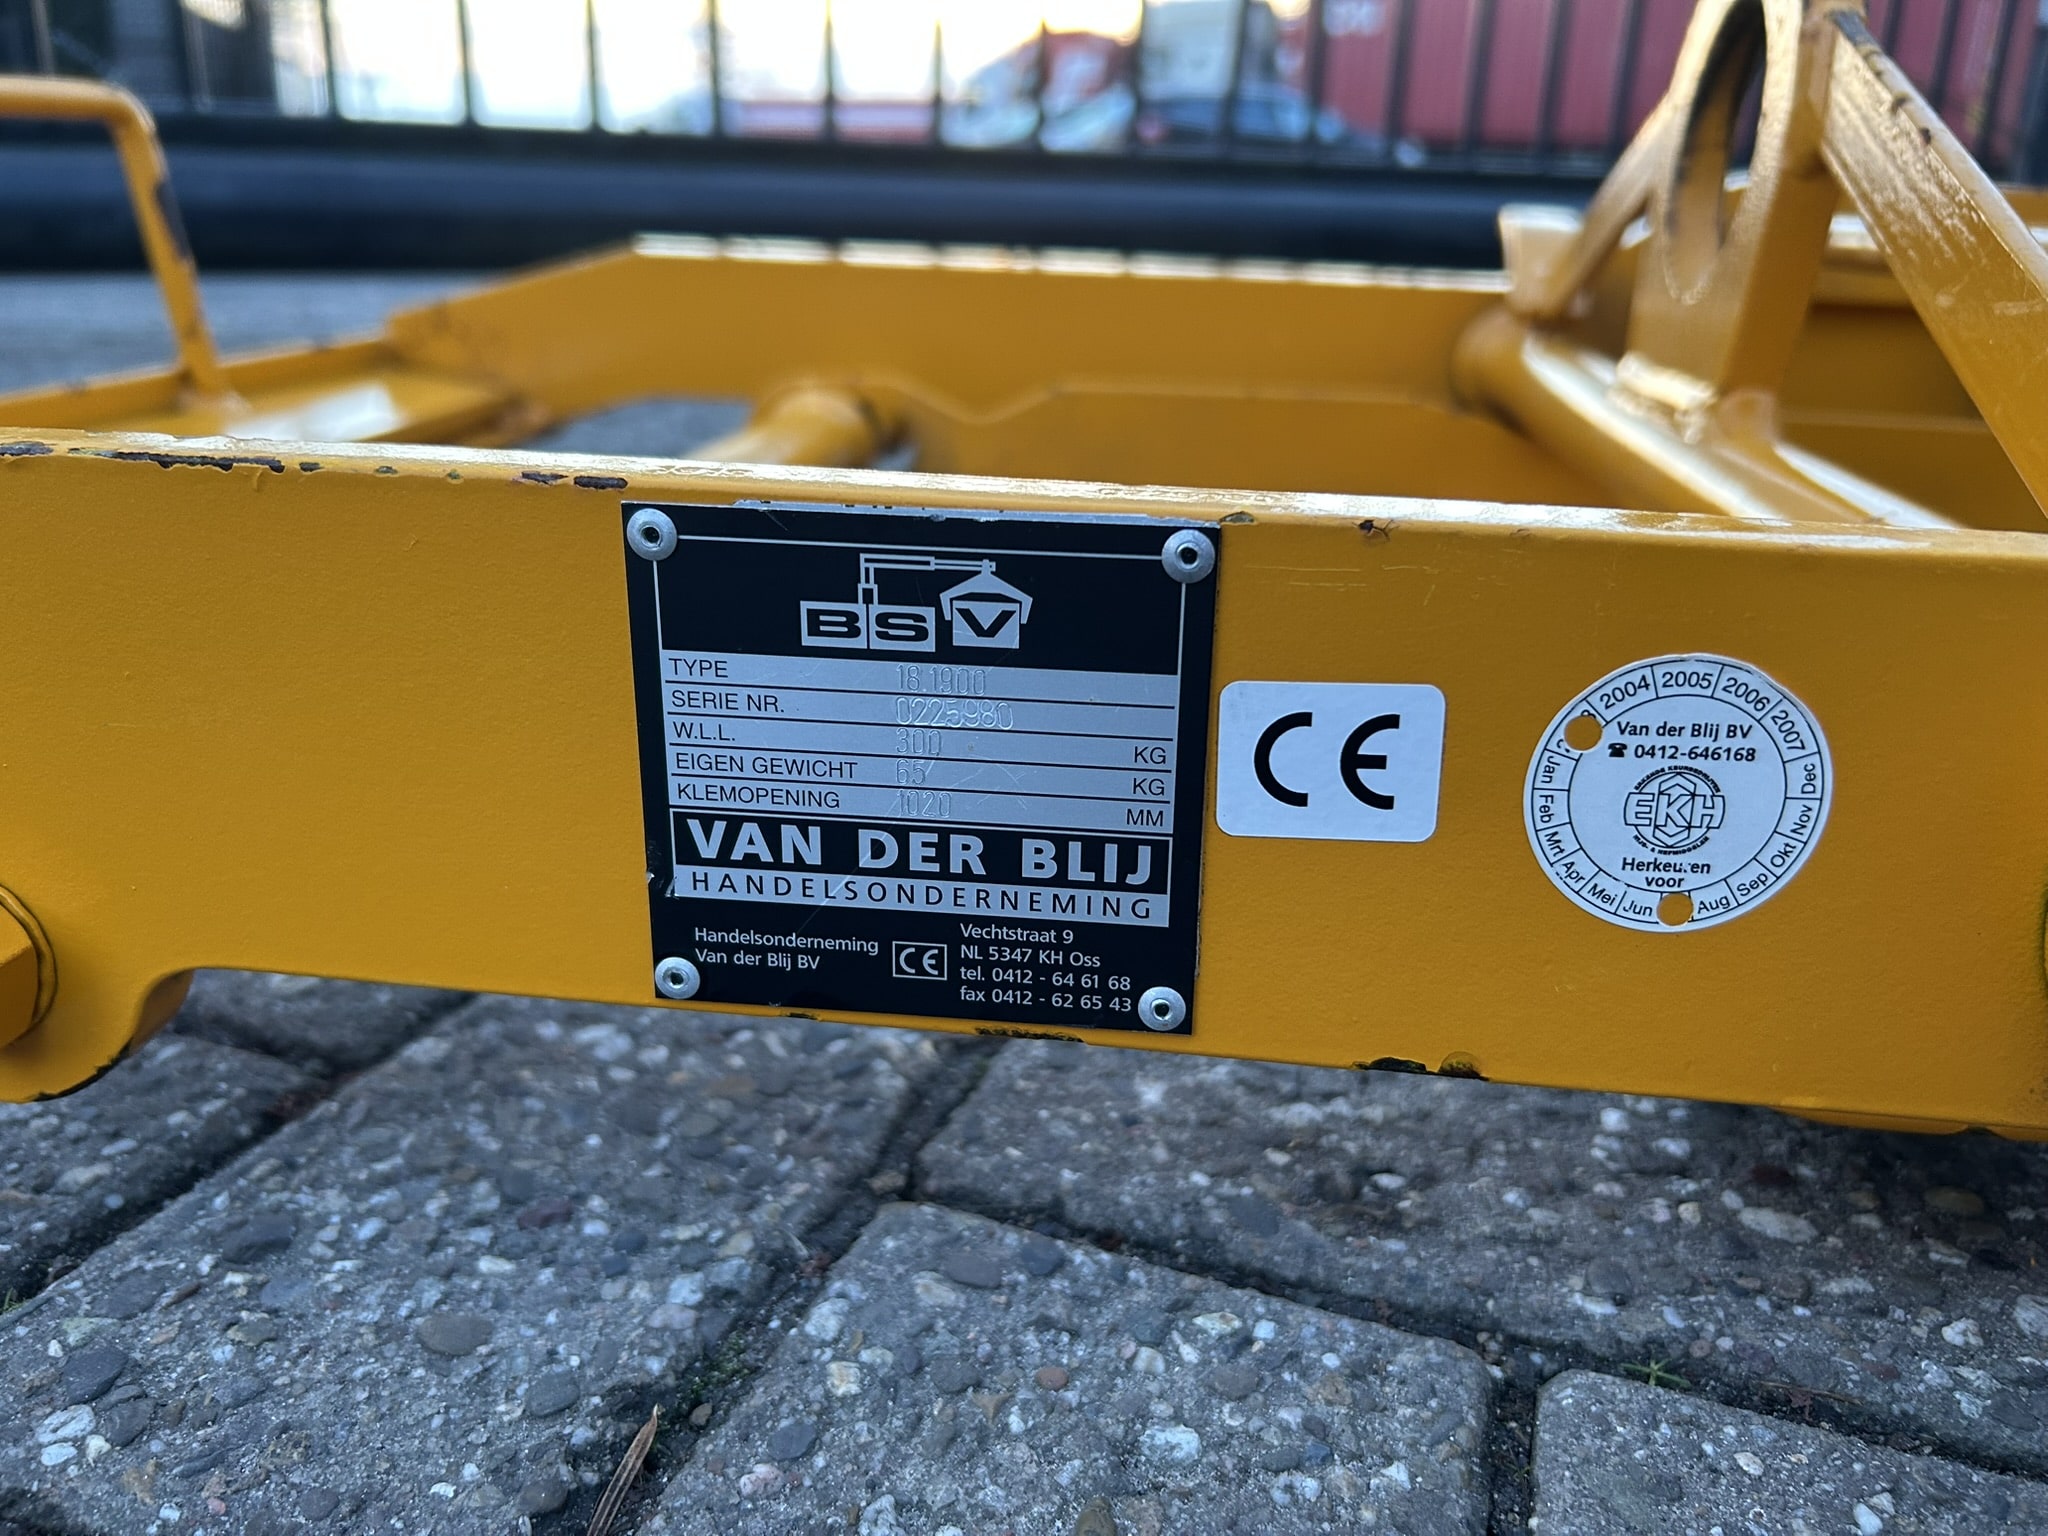 BSV
TYPE 18.1900
SERIE NR. 0225980
W.L.L. 300 KG
EIGEN GEWICHT 65 KG
KLEMOPENING 1020 MM
VAN DER BLIJ
HANDELSONDERNEMING
Handelsonderneming
Van der Blij BV
CE
Vechtstraat 9
NL 5347 KH Oss
tel. 0412 - 64 61 68
fax 0412 - 62 65 43
CE
2004 2005 2006 2007
Van der Blij BV
☎ 0412-646168
EKH
Herkeuren
voor
Jan Feb Mrt Apr Mei Jun Aug Sep Okt Nov Dec